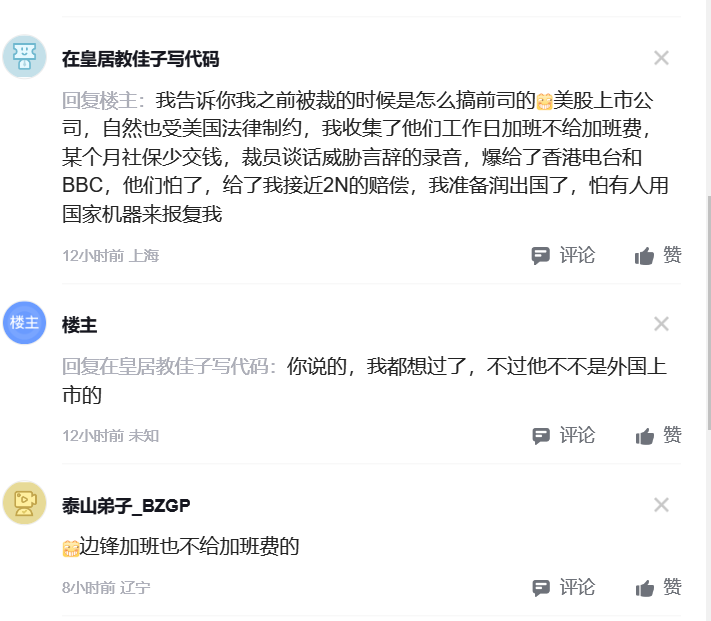 在皇居教佳子写代码
回复楼主：我告诉你我之前被裁的时候是怎么搞前司的美股上市公
司，自然也受美国法律制约，我收集了他们工作日加班不给加班费，
某个月社保少交钱，裁员谈话威胁言辞的录音，爆给了香港电台和
BBC，他们怕了，给了我接近2N的赔偿，我准备润出国了，怕有人用
国家机器来报复我
12小时前 上海
评论 赞
楼主
楼主
回复在皇居教佳子写代码：你说的，我都想过了，不过他不不是外国上
市的
12小时前 未知
评论 赞
泰山弟子_BZGP
边锋加班也不给加班费的
8小时前 辽宁
评论 赞